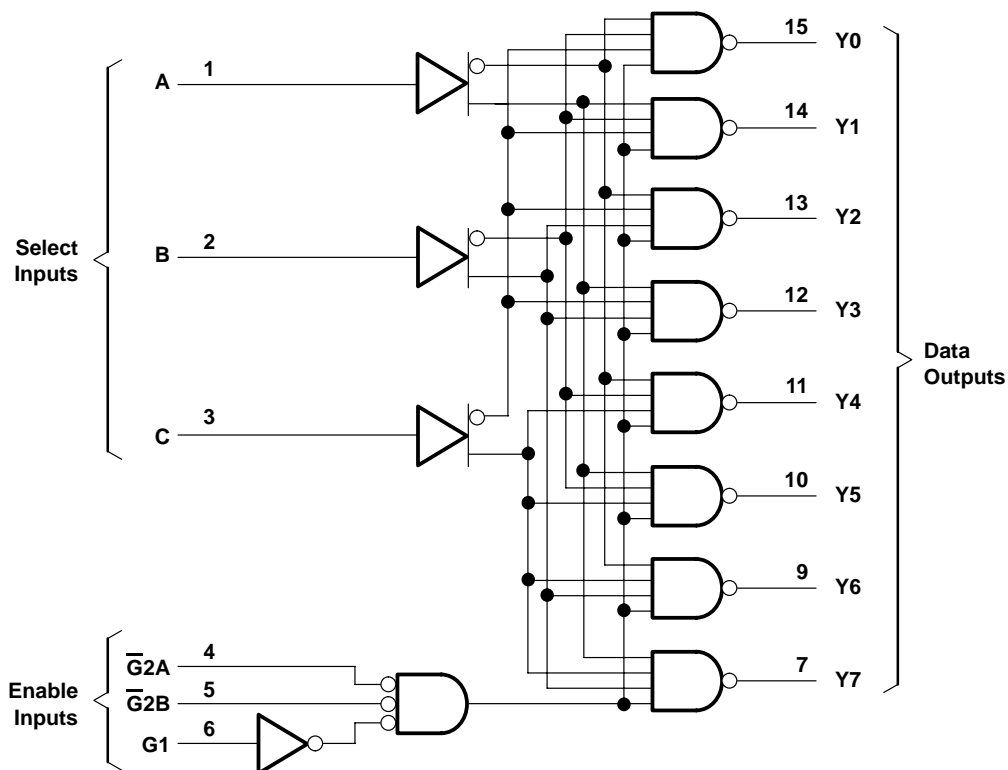 A 1
B 2
C 3
Select
Inputs
G̅2A 4
G̅2B 5
G1 6
Enable
Inputs
15 Y0
14 Y1
13 Y2
12 Y3
11 Y4
10 Y5
9 Y6
7 Y7
Data
Outputs